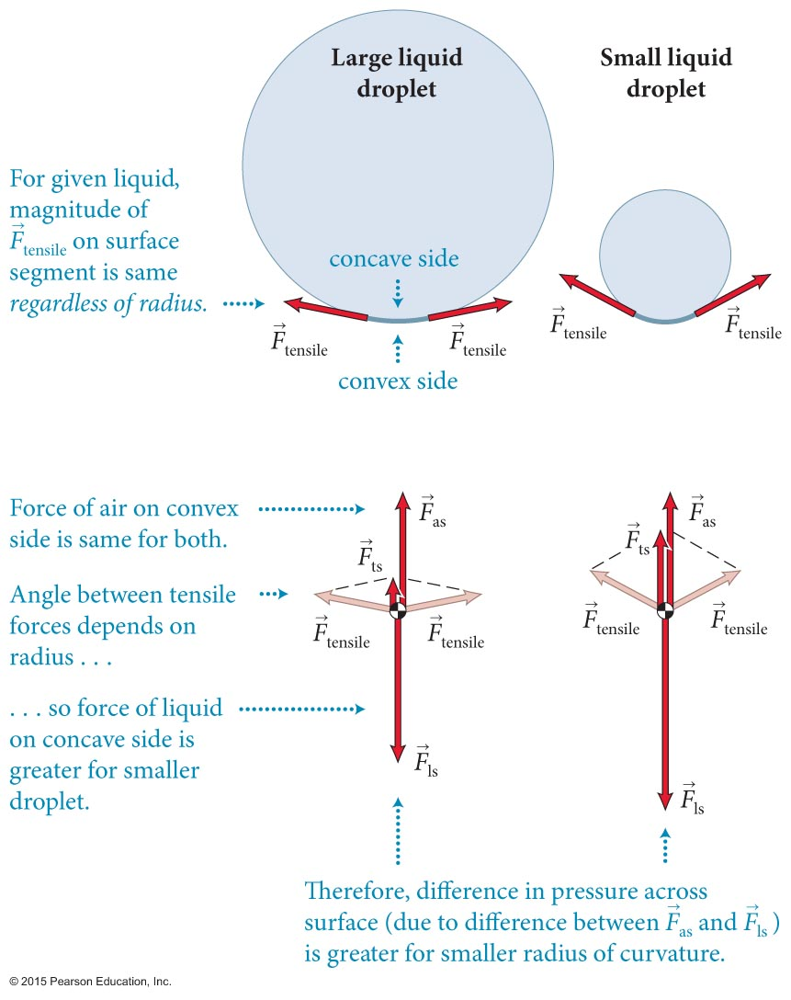 Large liquid
droplet
Small liquid
droplet
For given liquid,
magnitude of
F⃗tensile on surface
segment is same
regardless of radius.
concave side
F⃗tensile
F⃗tensile
convex side
F⃗tensile
F⃗tensile
Force of air on convex
side is same for both.
Angle between tensile
forces depends on
radius . . .
. . . so force of liquid
on concave side is
greater for smaller
droplet.
F⃗as
F⃗ts
F⃗tensile
F⃗tensile
F⃗ls
F⃗as
F⃗ts
F⃗tensile
F⃗tensile
F⃗ls
Therefore, difference in pressure across
surface (due to difference between F⃗as and F⃗ls )
is greater for smaller radius of curvature.
© 2015 Pearson Education, Inc.